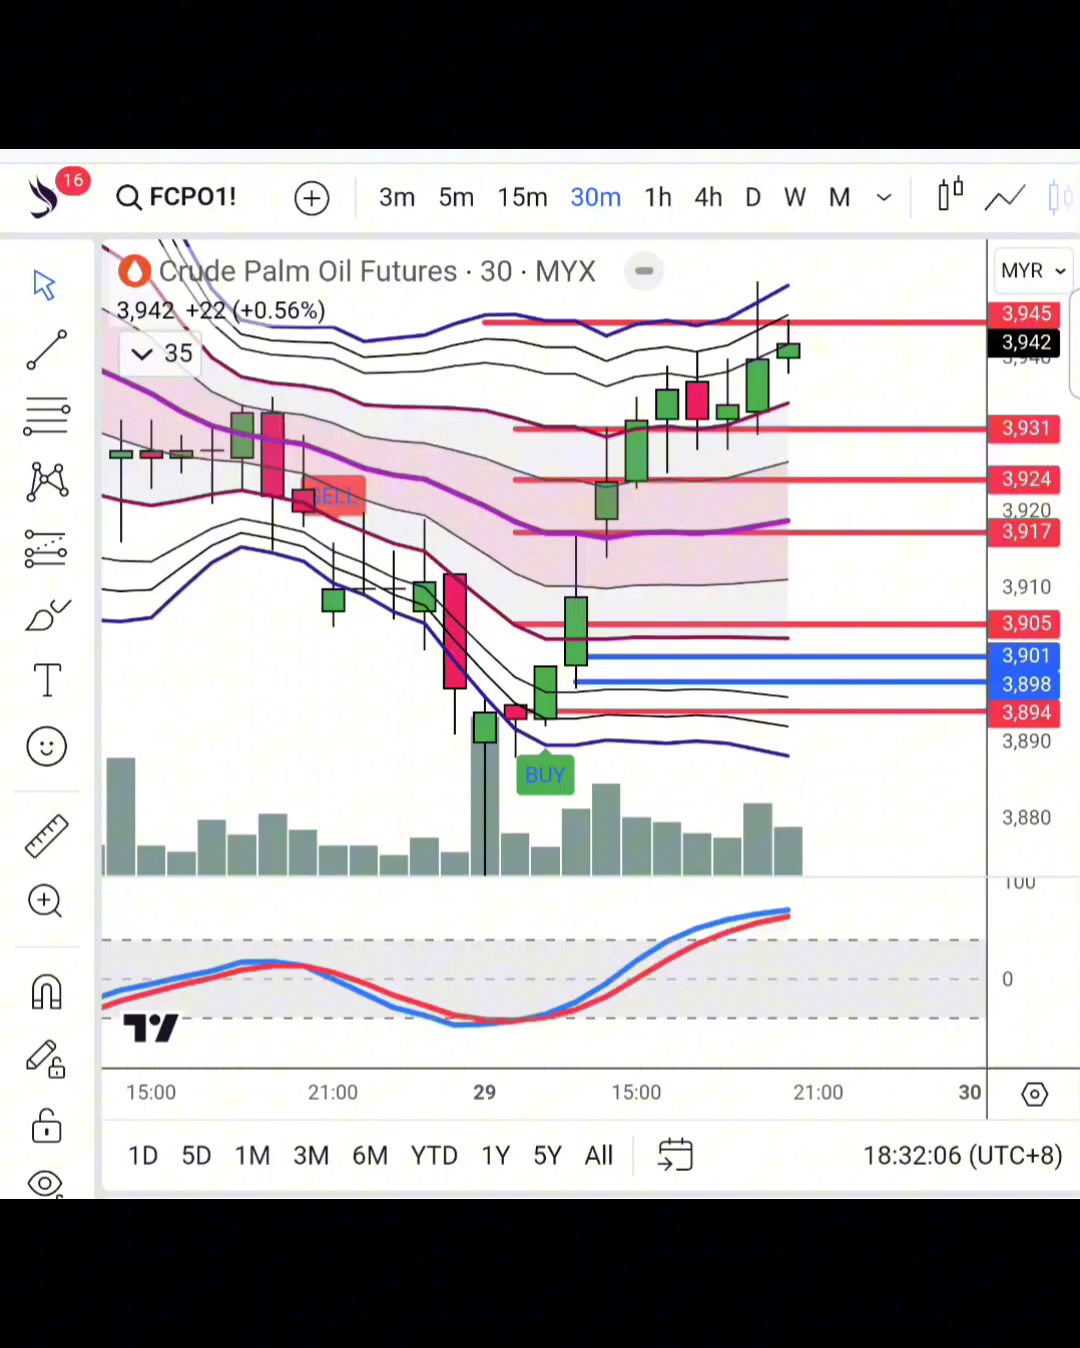 16
FCPO1!
3m 5m 15m 30m 1h 4h D W M
Crude Palm Oil Futures · 30 · MYX
MYR
3,942 +22 (+0.56%)
35
3,945
3,942
3,940
3,931
3,924
3,920
3,917
3,910
3,905
3,901
3,898
3,894
3,890
3,880
SELL
BUY
100
0
15:00 21:00 29 15:00 21:00 30
1D 5D 1M 3M 6M YTD 1Y 5Y All
18:32:06 (UTC+8)